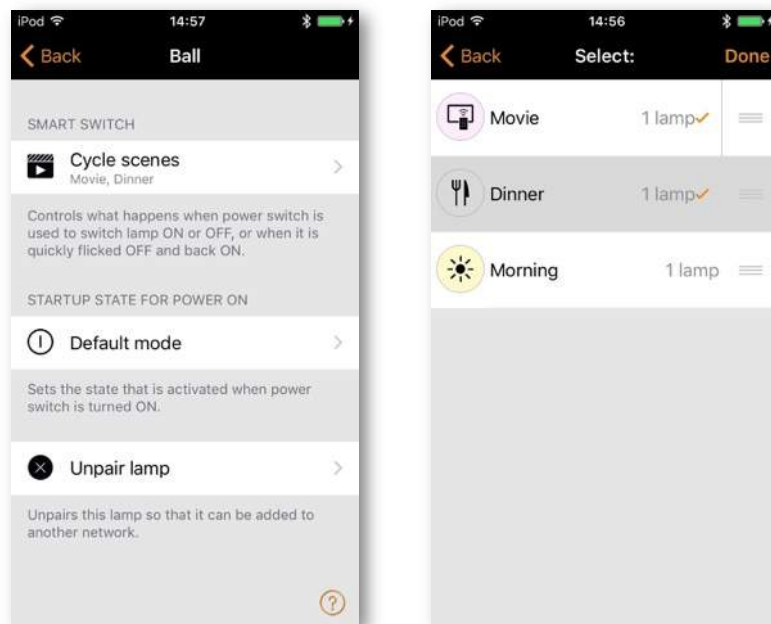 iPod 14:57
Back Ball
SMART SWITCH
Cycle scenes
Movie, Dinner
Controls what happens when power switch is
used to switch lamp ON or OFF, or when it is
quickly flicked OFF and back ON.
STARTUP STATE FOR POWER ON
Default mode
Sets the state that is activated when power
switch is turned ON.
Unpair lamp
Unpairs this lamp so that it can be added to
another network.
?
iPod 14:56
Back Select: Done
Movie 1 lamp
Dinner 1 lamp
Morning 1 lamp